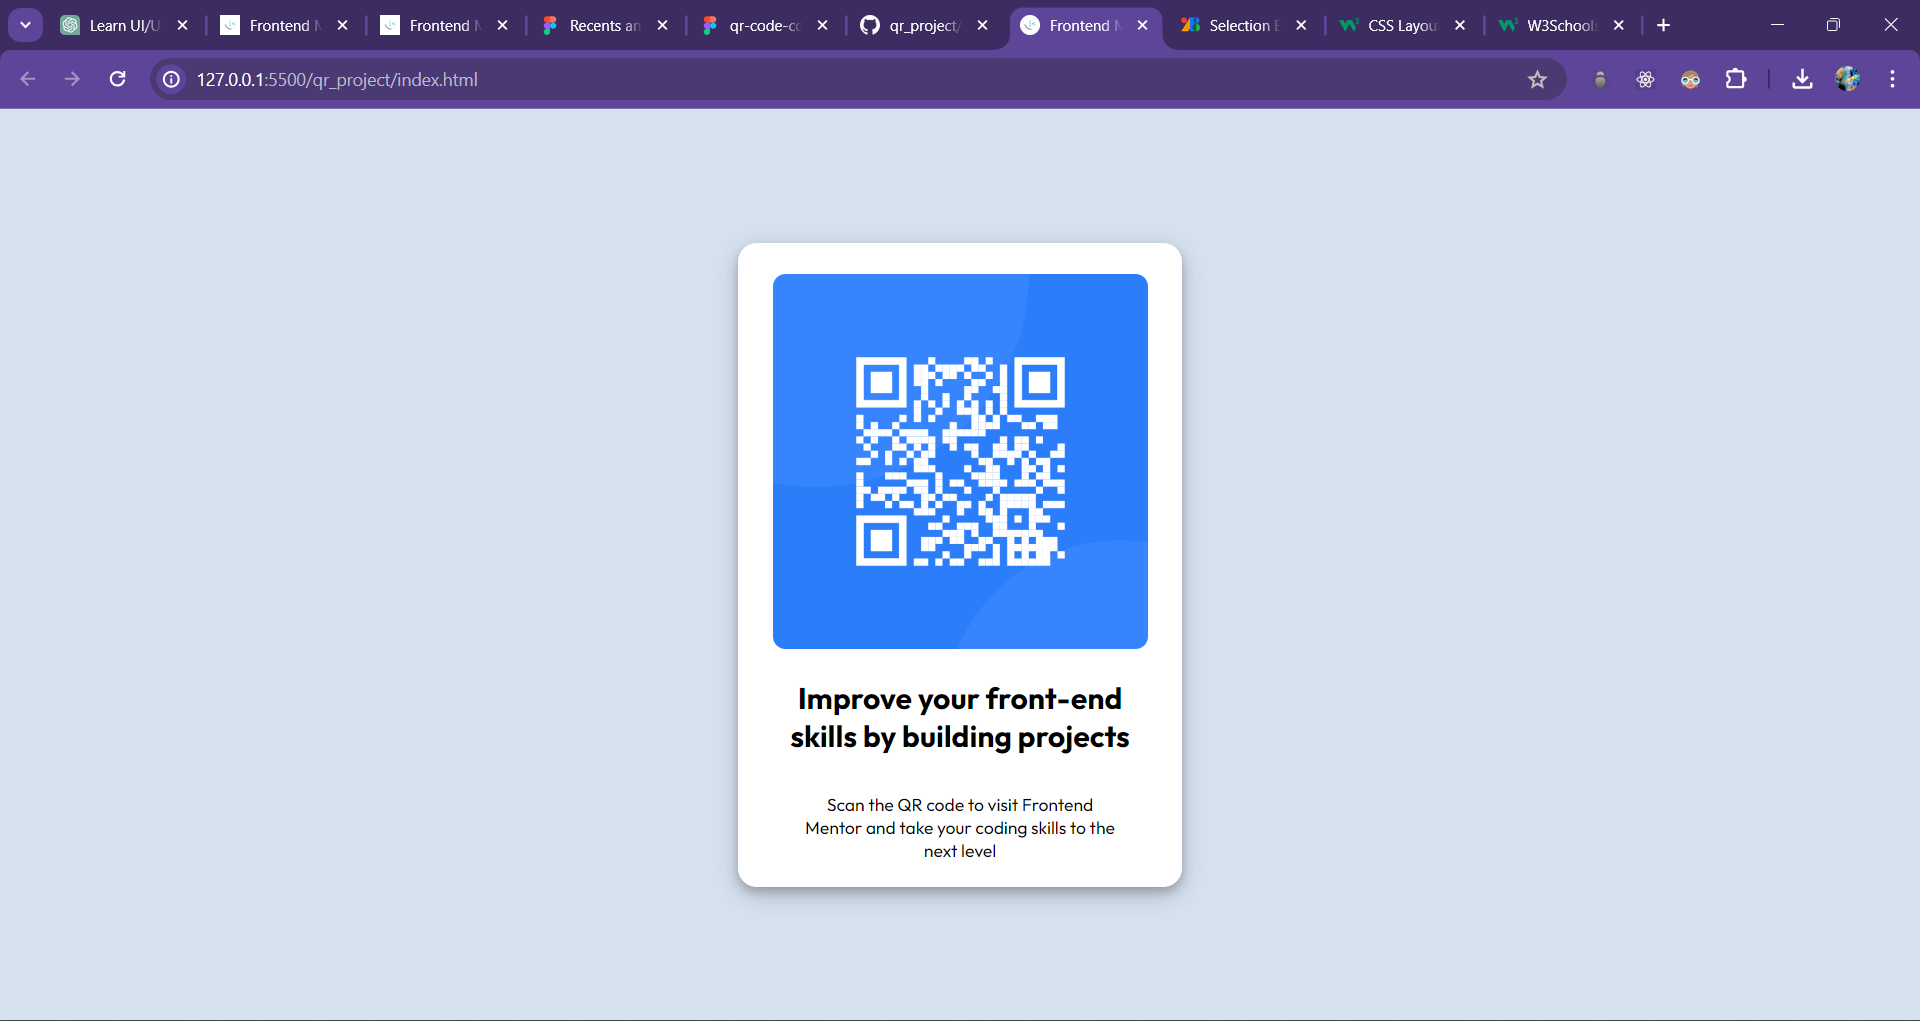 Learn UI/U
Frontend M
Frontend M
Recents an
qr-code-co
qr_project/
Frontend M
Selection B
CSS Layou
W3Schools
127.0.0.1:5500/qr_project/index.html
Improve your front-end
skills by building projects
Scan the QR code to visit Frontend
Mentor and take your coding skills to the
next level